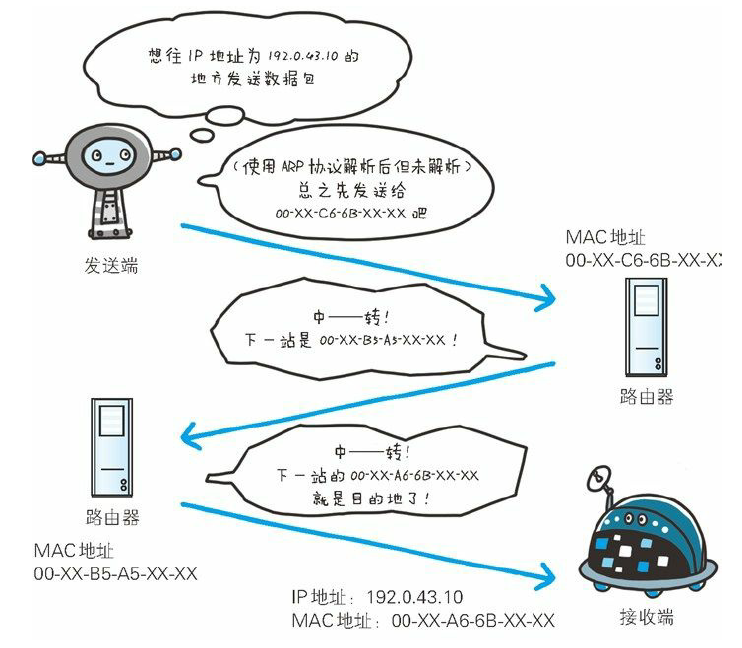 想往 IP 地址为 192.0.43.10 的
地方发送数据包
(使用 ARP 协议解析后但未解析)
总之先发送给
00-XX-C6-6B-XX-XX 吧
发送端
MAC 地址
00-XX-C6-6B-XX-XX
中——转!
下一站是 00-XX-B5-A5-XX-XX !
路由器
中——转!
下一站的 00-XX-A6-6B-XX-XX
就是目的地了!
路由器
MAC 地址
00-XX-B5-A5-XX-XX
IP 地址: 192.0.43.10
MAC 地址: 00-XX-A6-6B-XX-XX
接收端